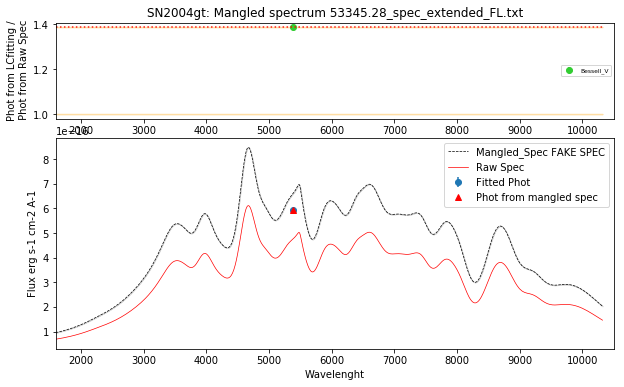 SN2004gt: Mangled spectrum 53345.28_spec_extended_FL.txt
Phot from LCfitting /
Phot from Raw Spec
1.4
1.2
1.0
Bessell_V
2000 3000 4000 5000 6000 7000 8000 9000 10000
Mangled_Spec FAKE SPEC
Raw Spec
Fitted Phot
Phot from mangled spec
Flux erg s-1 cm-2 A-1
8
7
6
5
4
3
2
1
2000 3000 4000 5000 6000 7000 8000 9000 10000
Wavelenght